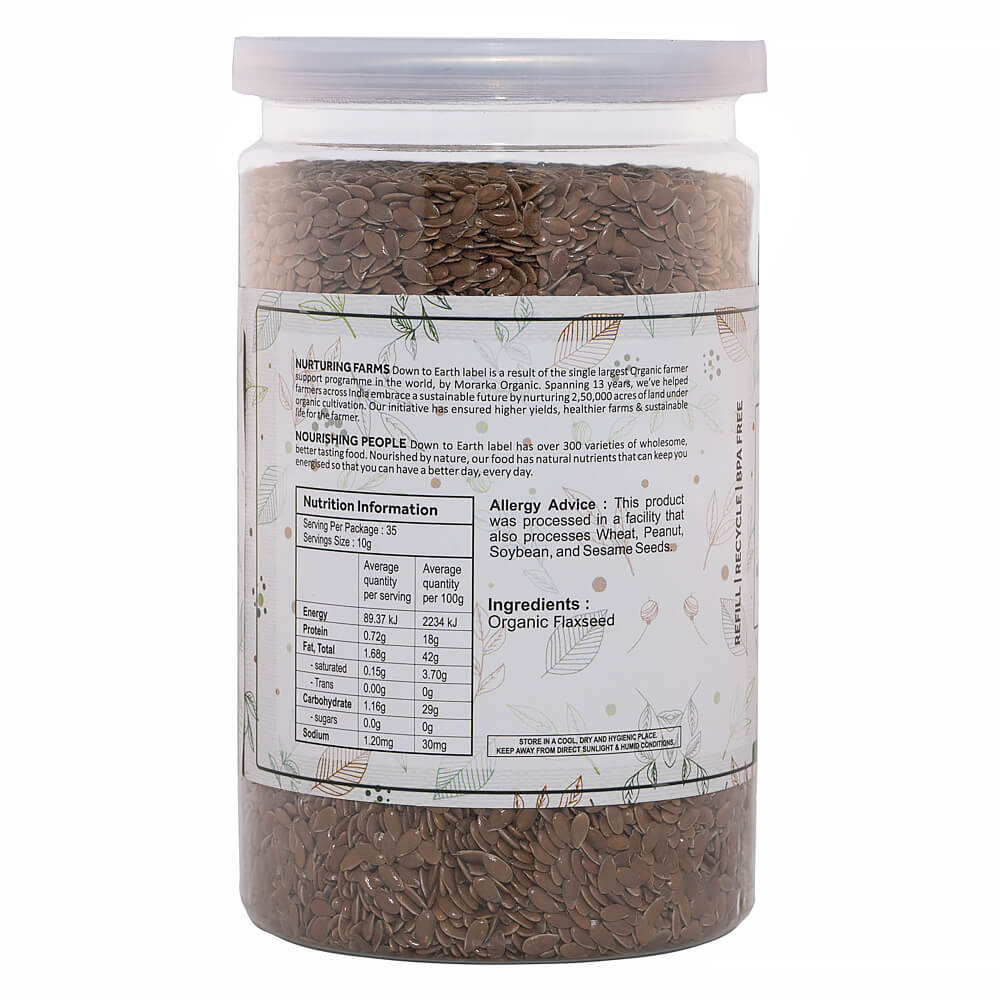 NURTURING FARMS Down to Earth label is a result of the single largest Organic farmer
support programme in the world, by Morarka Organic. Spanning 13 years, we've helped
farmers across India embrace a sustainable future by nurturing 2,50,000 acres of land under
organic cultivation. Our initiative has ensured higher yields, healthier farms & sustainable
life for the farmer.
NOURISHING PEOPLE Down to Earth label has over 300 varieties of wholesome,
better tasting food. Nourished by nature, our food has natural nutrients that can keep you
energised so that you can have a better day, every day.
Nutrition Information
Serving Per Package : 35
Servings Size : 10g
Average quantity per serving Average quantity per 100g
Energy 89.37 kJ 2234 kJ
Protein 0.72g 18g
Fat, Total 1.68g 42g
- saturated 0.15g 3.70g
- Trans 0.00g 0g
Carbohydrate 1.16g 29g
- sugars 0.0g 0g
Sodium 1.20mg 30mg
Allergy Advice : This product
was processed in a facility that
also processes Wheat, Peanut,
Soybean, and Sesame Seeds.
Ingredients :
Organic Flaxseed
STORE IN A COOL, DRY AND HYGIENIC PLACE.
KEEP AWAY FROM DIRECT SUNLIGHT & HUMID CONDITIONS.
REFILL | RECYCLE | BPA FREE